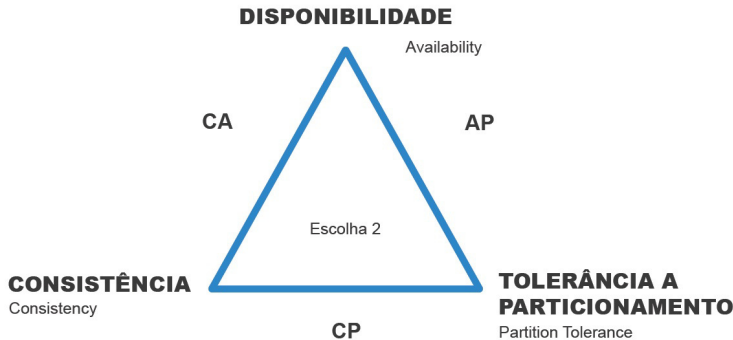 DISPONIBILIDADE
Availability
CA
AP
Escolha 2
CONSISTÊNCIA
Consistency
TOLERÂNCIA A
PARTICIONAMENTO
Partition Tolerance
CP